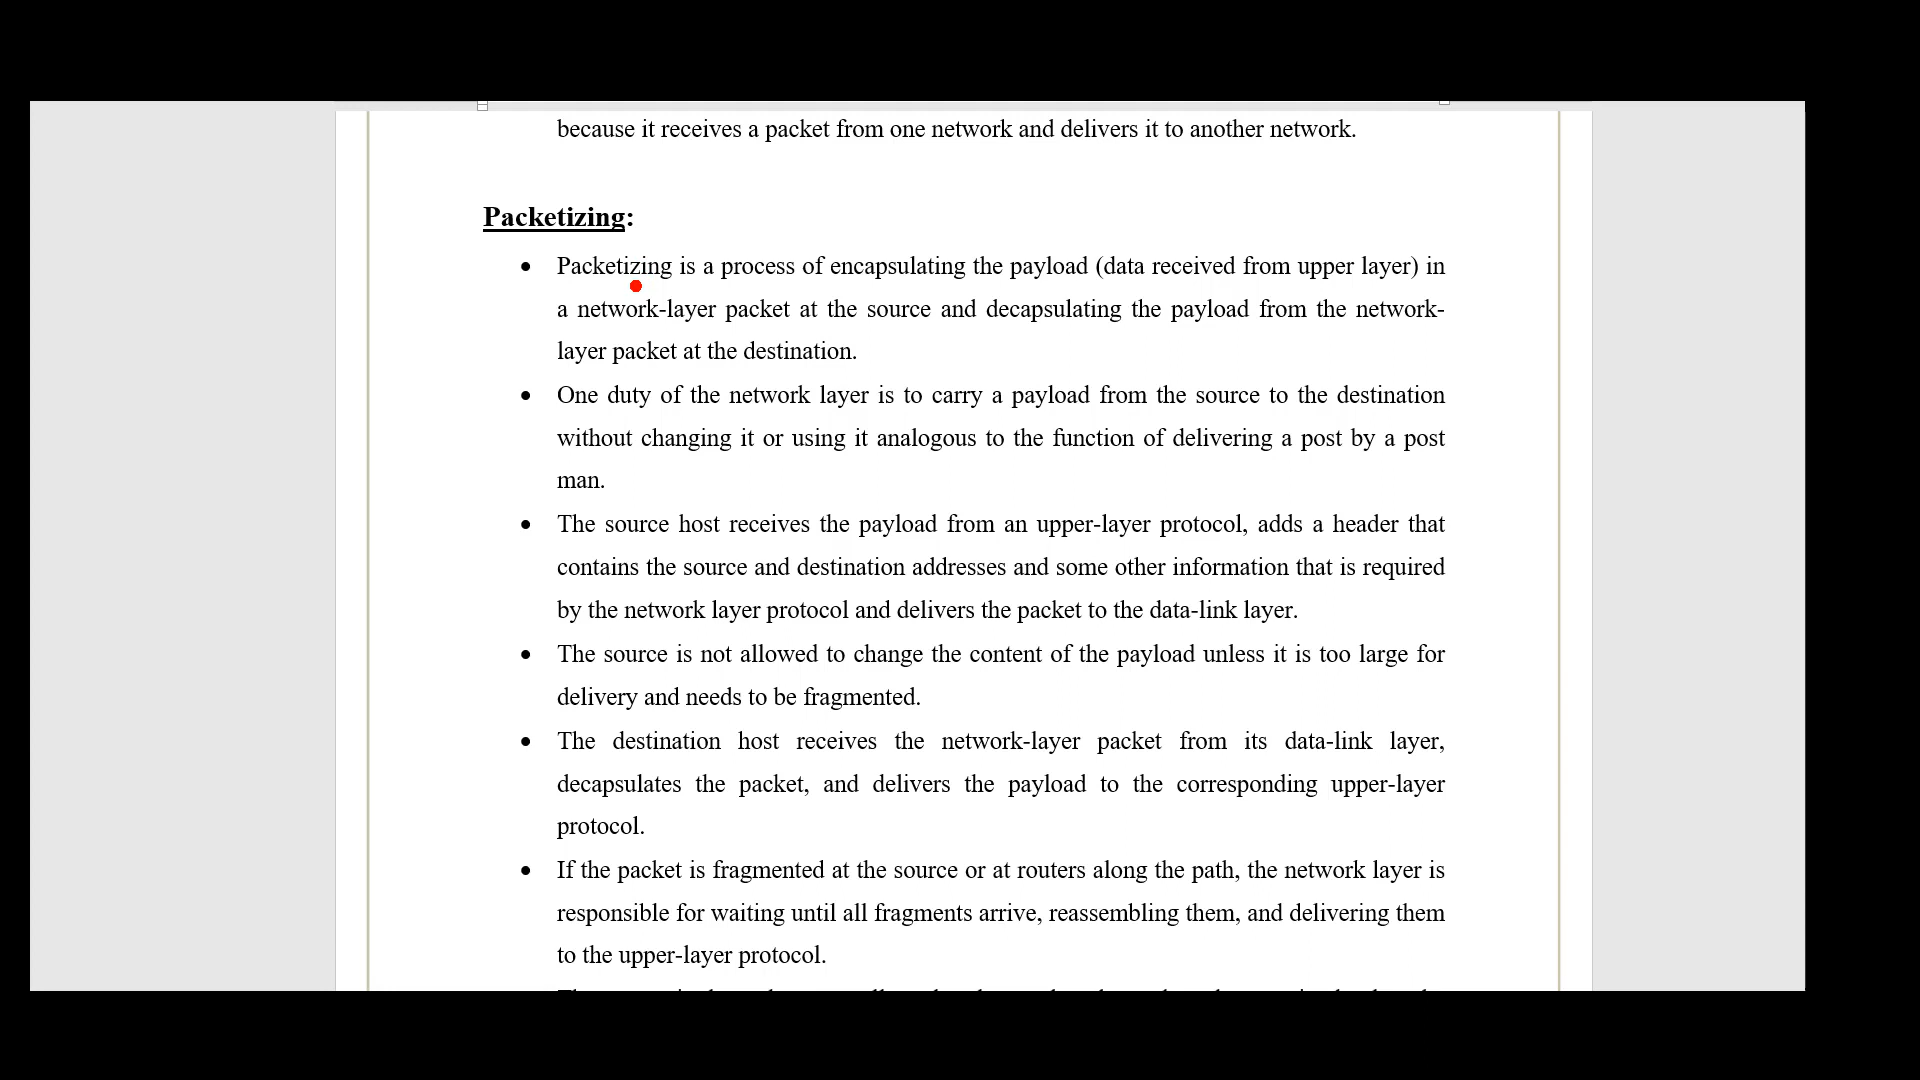 because it receives a packet from one network and delivers it to another network.
Packetizing:
• Packetizing is a process of encapsulating the payload (data received from upper layer) in
a network-layer packet at the source and decapsulating the payload from the network-
layer packet at the destination.
• One duty of the network layer is to carry a payload from the source to the destination
without changing it or using it analogous to the function of delivering a post by a post
man.
• The source host receives the payload from an upper-layer protocol, adds a header that
contains the source and destination addresses and some other information that is required
by the network layer protocol and delivers the packet to the data-link layer.
• The source is not allowed to change the content of the payload unless it is too large for
delivery and needs to be fragmented.
• The destination host receives the network-layer packet from its data-link layer,
decapsulates the packet, and delivers the payload to the corresponding upper-layer
protocol.
• If the packet is fragmented at the source or at routers along the path, the network layer is
responsible for waiting until all fragments arrive, reassembling them, and delivering them
to the upper-layer protocol.